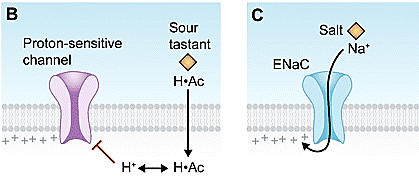 B
Proton-sensitive
channel
Sour
tastant
H•Ac
H⁺
H•Ac
+++++++
C
Salt
Na⁺
ENaC
+++++++